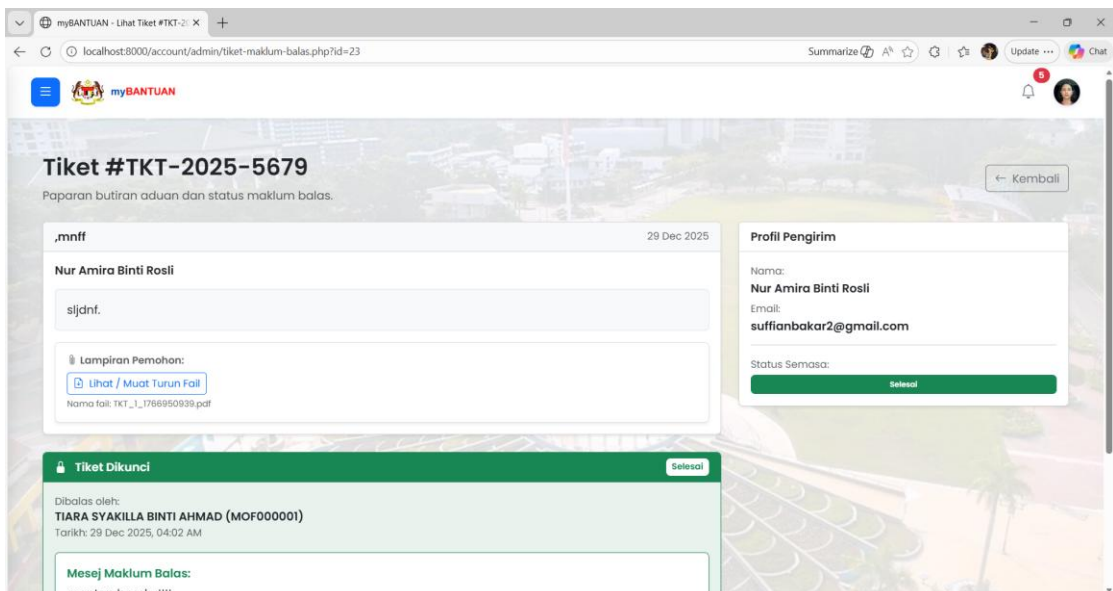 myBANTUAN - Lihat Tiket #TKT-20
localhost:8000/account/admin/tiket-maklum-balas.php?id=23
Summarize
Update
Chat
myBANTUAN
5
Tiket #TKT-2025-5679
← Kembali
Paparan butiran aduan dan status maklum balas.
,mnff
29 Dec 2025
Profil Pengirim
Nur Amira Binti Rosli
Nama:
Nur Amira Binti Rosli
sljdnf.
Email:
suffianbakar2@gmail.com
Lampiran Pemohon:
Status Semasa:
Lihat / Muat Turun Fail
Selesai
Nama fail: TKT_1_1766950939.pdf
Tiket Dikunci
Selesai
Dibalas oleh:
TIARA SYAKILLA BINTI AHMAD (MOF000001)
Tarikh: 29 Dec 2025, 04:02 AM
Mesej Maklum Balas: